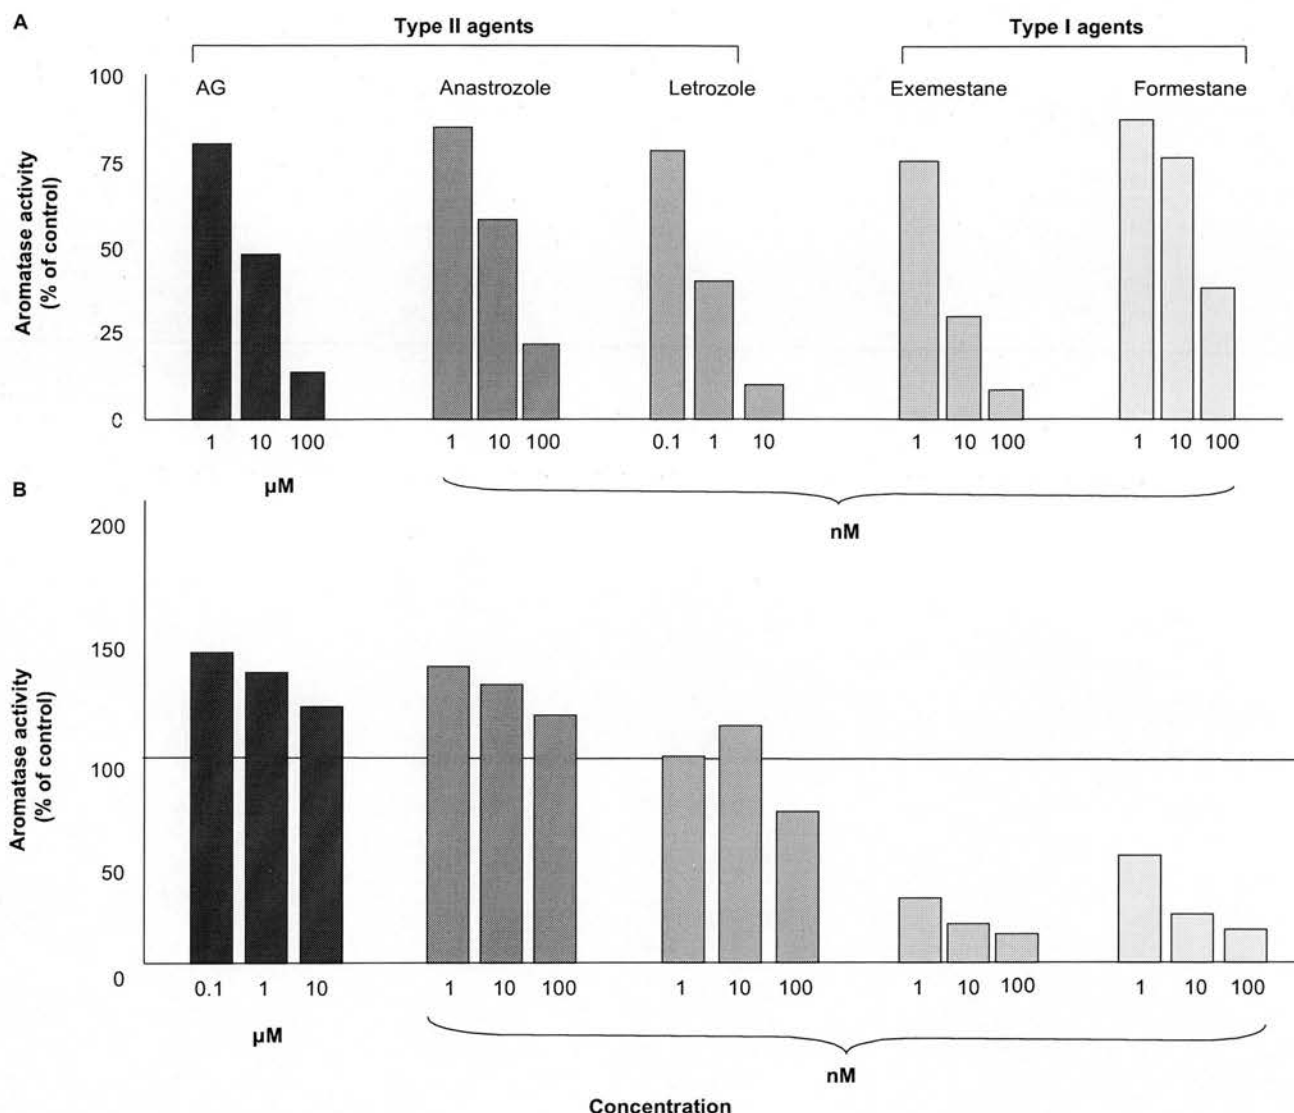 A
Type II agents
Type I agents
AG
Anastrozole
Letrozole
Exemestane
Formestane
Aromatase activity
(% of control)
100
75
50
25
C
1 10 100
1 10 100
0.1 1 10
1 10 100
1 10 100
µM
nM
B
Aromatase activity
(% of control)
200
150
100
50
0
0.1 1 10
1 10 100
1 10 100
1 10 100
1 10 100
µM
nM
Concentration